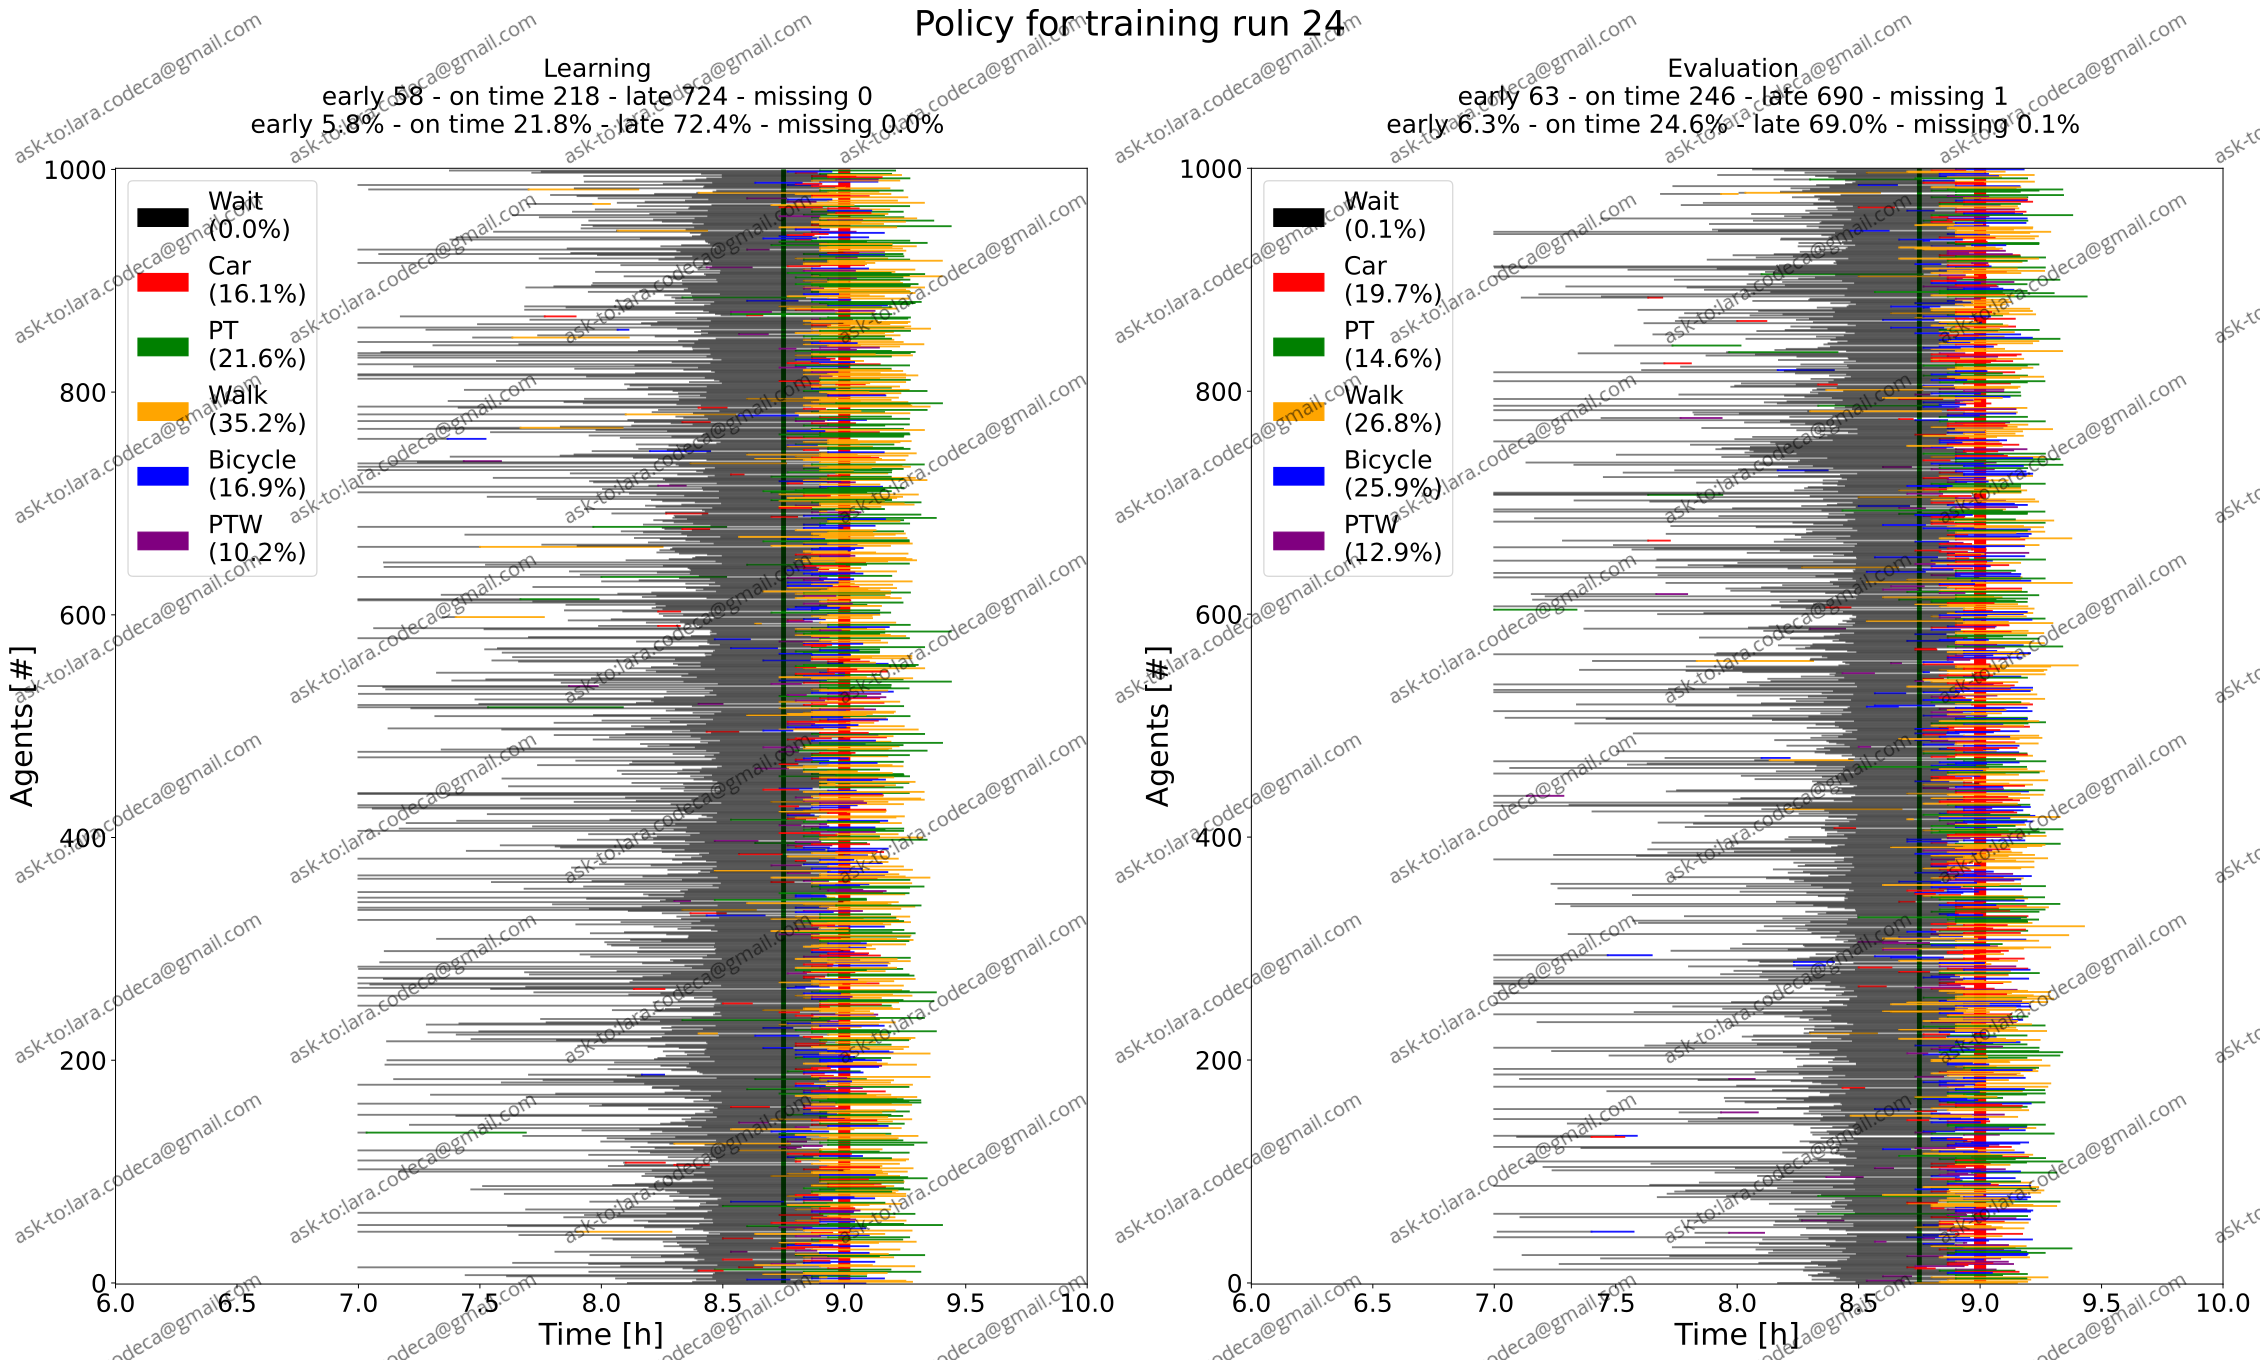 Policy for training run 24
Learning
early 58 - on time 218 - late 724 - missing 0
early 5.8% - on time 21.8% - late 72.4% - missing 0.0%
1000
800
600
400
200
0
Agents [#]
Wait
(0.0%)
Car
(16.1%)
PT
(21.6%)
Walk
(35.2%)
Bicycle
(16.9%)
PTW
(10.2%)
6.0 6.5 7.0 7.5 8.0 8.5 9.0 9.5 10.0
Time [h]
Evaluation
early 63 - on time 246 - late 690 - missing 1
early 6.3% - on time 24.6% - late 69.0% - missing 0.1%
1000
800
600
400
200
0
Agents [#]
Wait
(0.1%)
Car
(19.7%)
PT
(14.6%)
Walk
(26.8%)
Bicycle
(25.9%)
PTW
(12.9%)
6.0 6.5 7.0 7.5 8.0 8.5 9.0 9.5 10.0
Time [h]
ask-to:lara.codeca@gmail.com